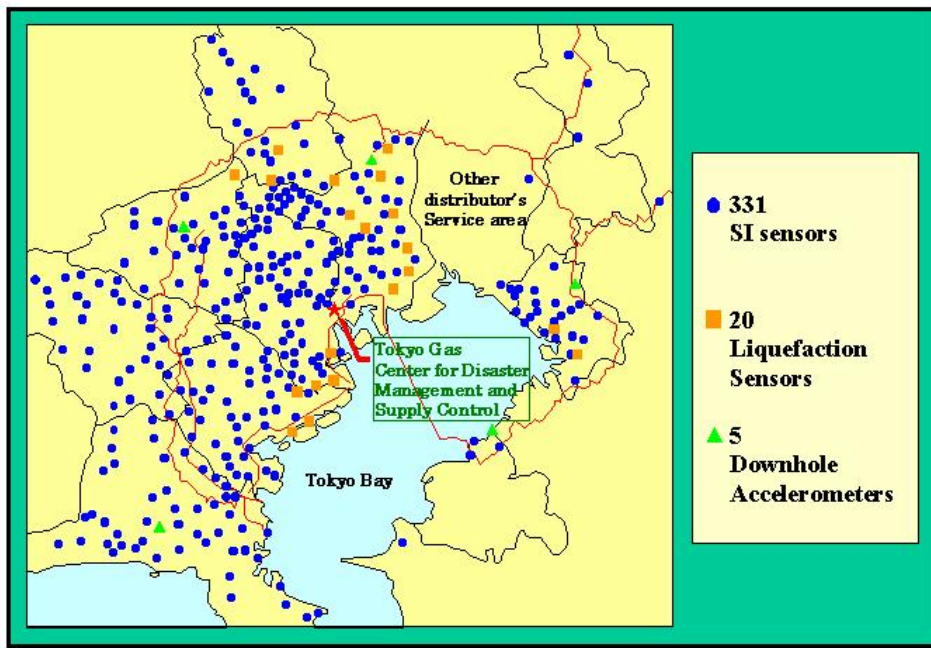 Other
distributor's
Service area
Tokyo Gas
Center for Disaster
Management and
Supply Control
Tokyo Bay
331
SI sensors
20
Liquefaction
Sensors
5
Downhole
Accelerometers